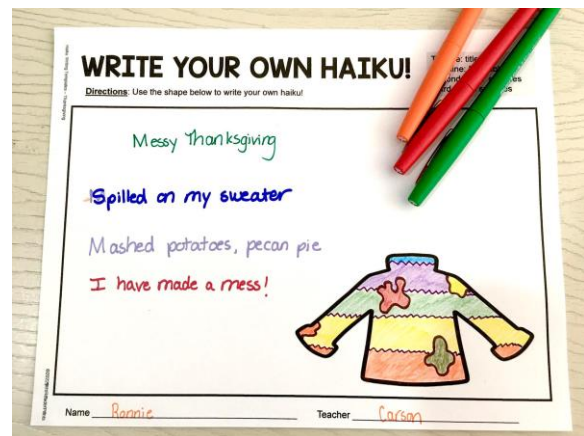 WRITE YOUR OWN HAIKU!
Directions: Use the shape below to write your own haiku!
Messy Thanksgiving
Spilled on my sweater
Mashed potatoes, pecan pie
I have made a mess!
Name Ronnie Teacher Carson